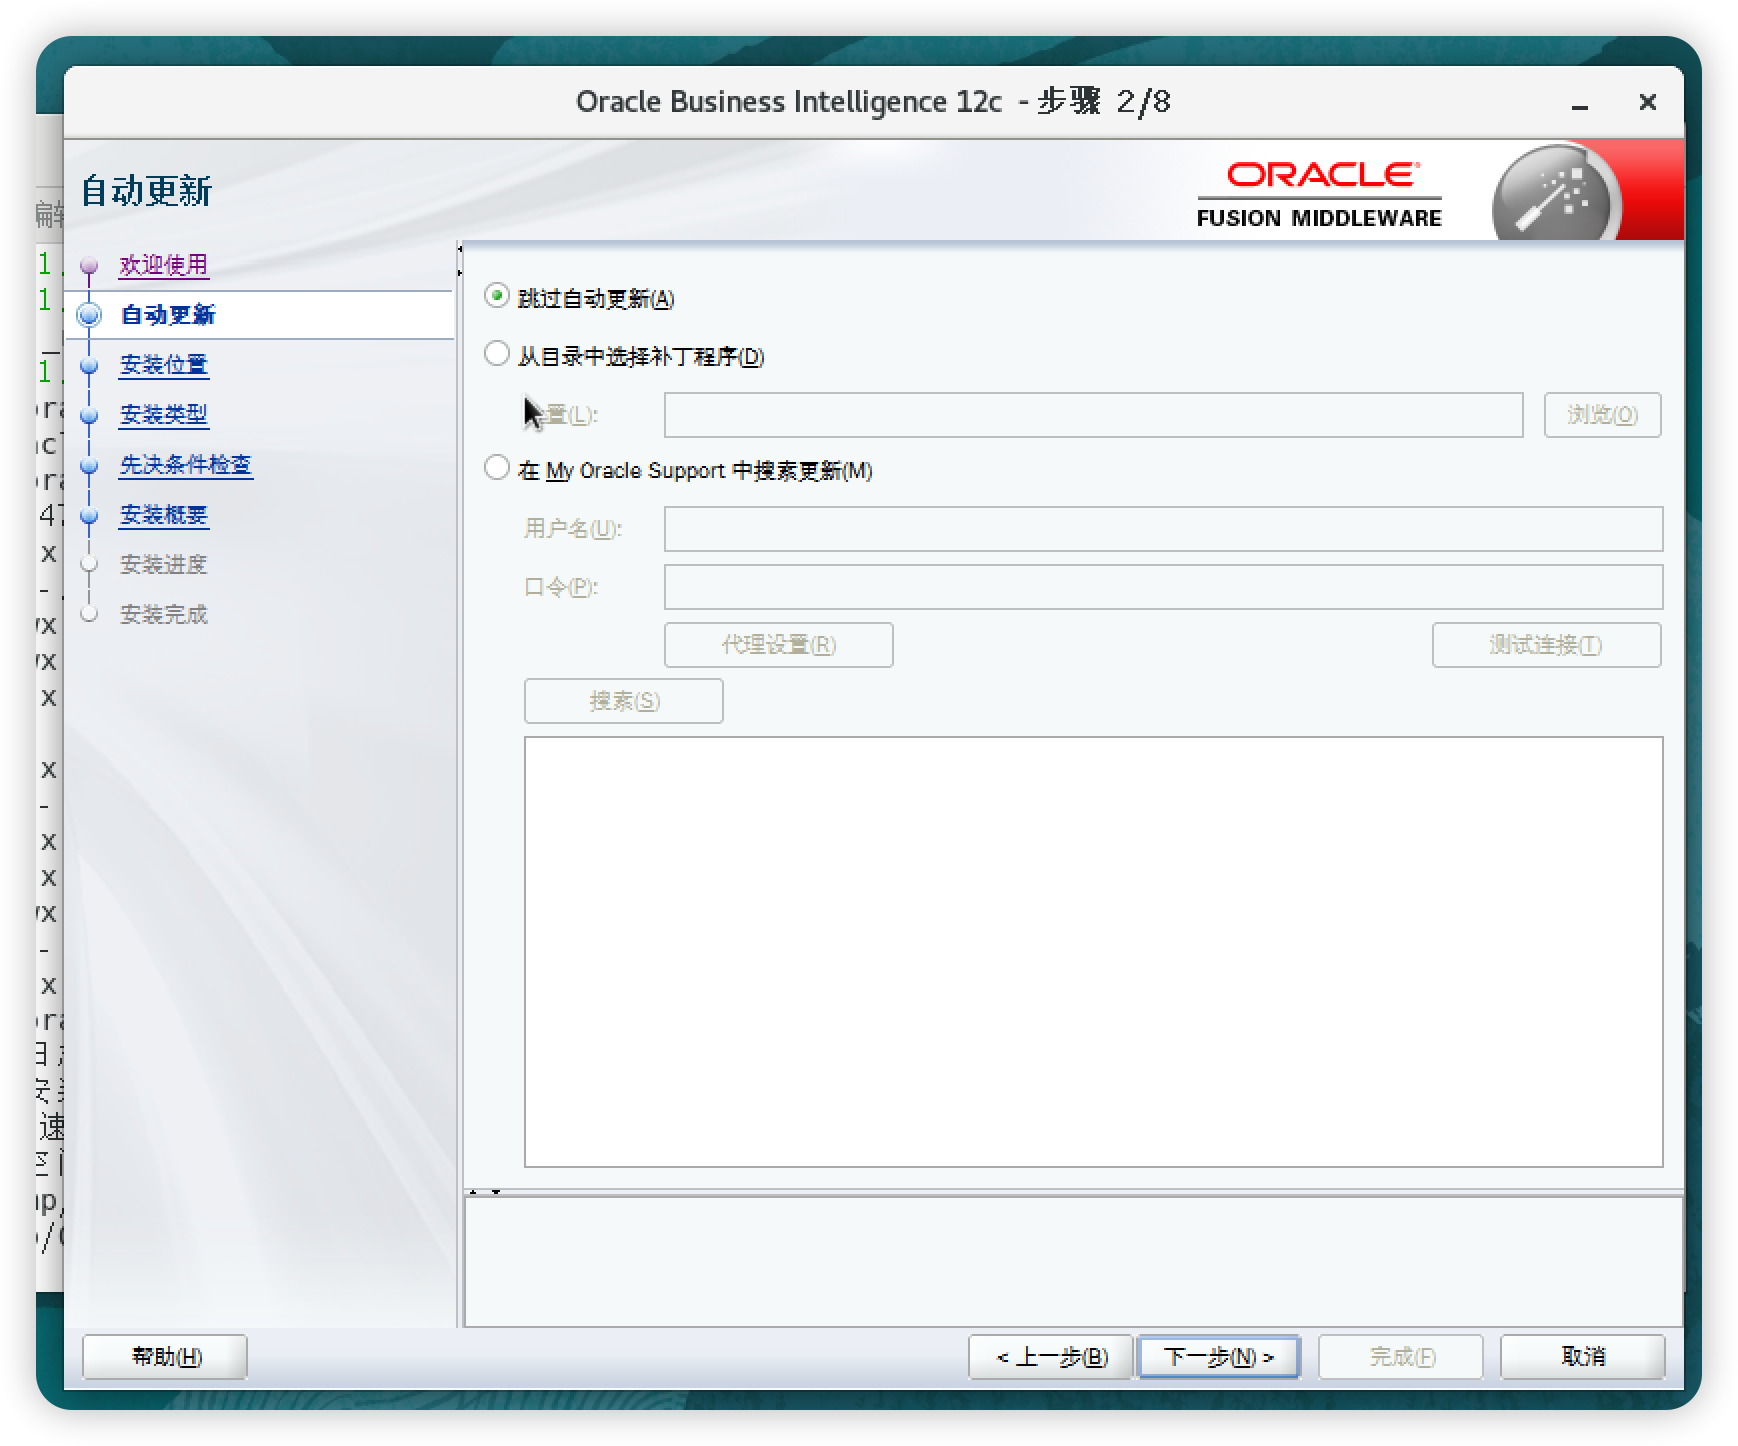 Oracle Business Intelligence 12c - 步骤 2/8
自动更新
ORACLE
FUSION MIDDLEWARE
欢迎使用
自动更新
安装位置
安装类型
先决条件检查
安装概要
安装进度
安装完成
跳过自动更新(A)
从目录中选择补丁程序(D)
置(L):
浏览(O)
在 My Oracle Support 中搜索更新(M)
用户名(U):
口令(P):
代理设置(R)
测试连接(T)
搜索(S)
帮助(H)
< 上一步(B)
下一步(N) >
完成(F)
取消